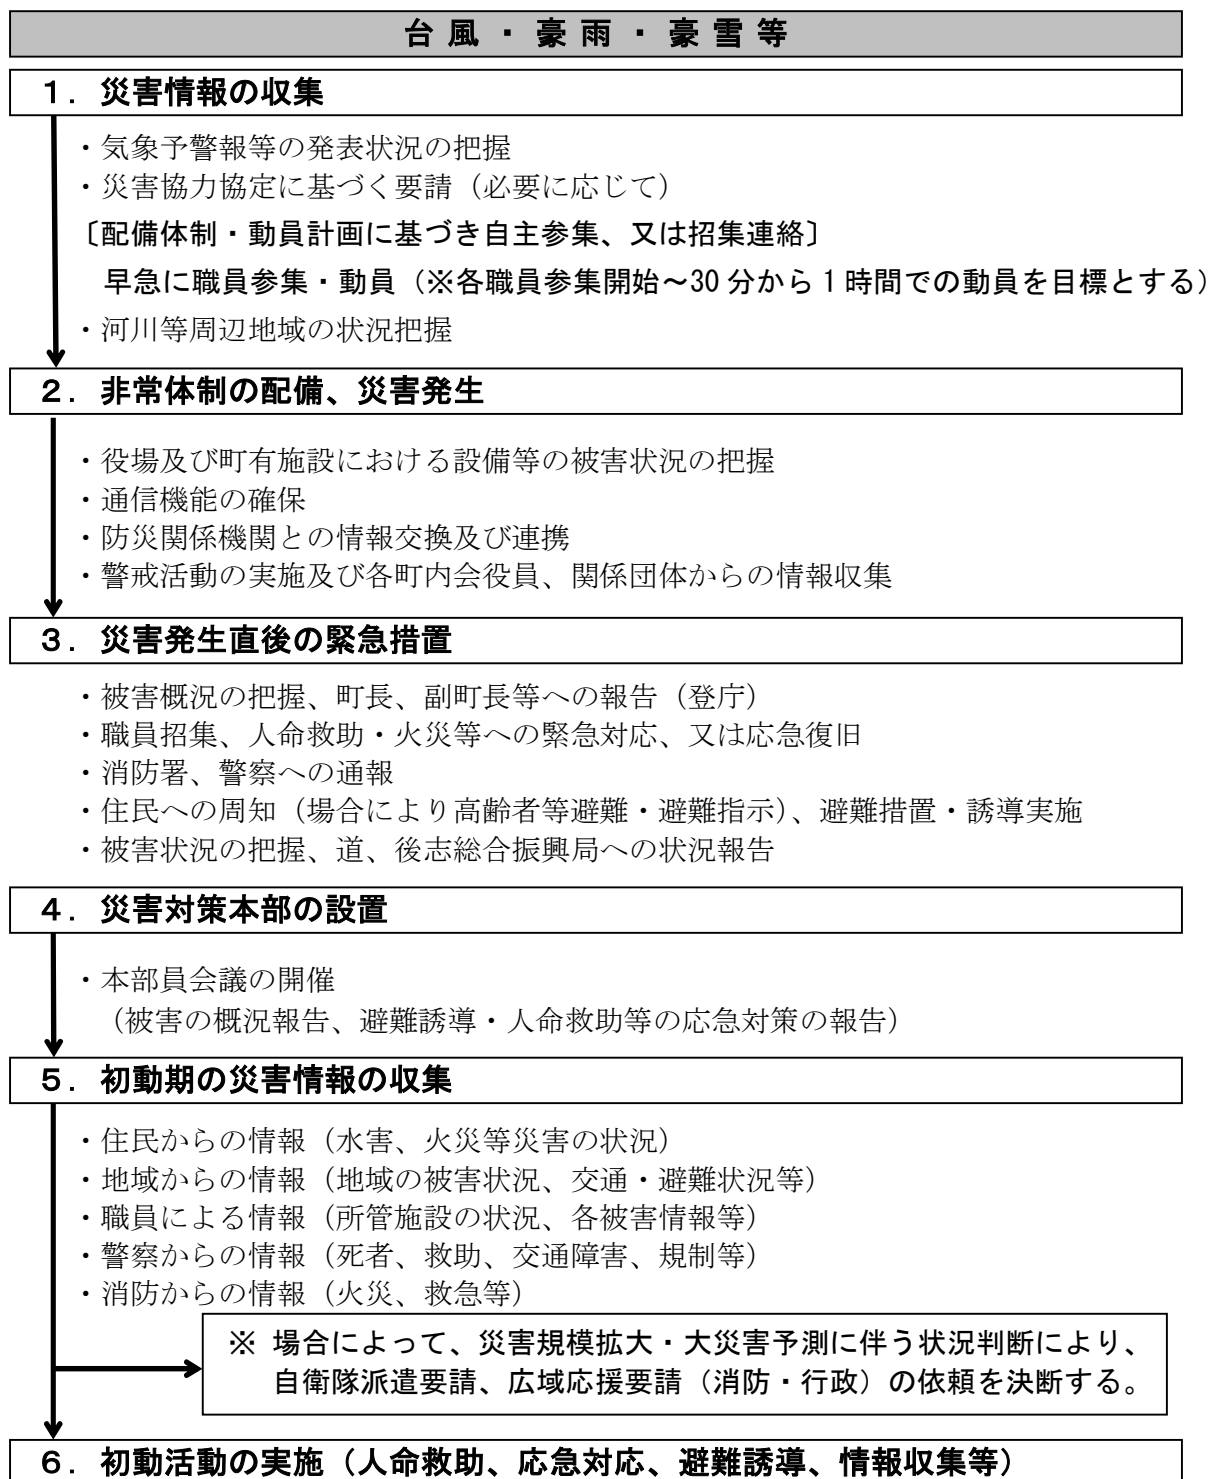 台風・豪雨・豪雪等
１．災害情報の収集
・気象予警報等の発表状況の把握
・災害協力協定に基づく要請（必要に応じて）
〔配備体制・動員計画に基づき自主参集、又は招集連絡〕
早急に職員参集・動員（※各職員参集開始～30分から1時間での動員を目標とする）
・河川等周辺地域の状況把握
２．非常体制の配備、災害発生
・役場及び町有施設における設備等の被害状況の把握
・通信機能の確保
・防災関係機関との情報交換及び連携
・警戒活動の実施及び各町内会役員、関係団体からの情報収集
３．災害発生直後の緊急措置
・被害概況の把握、町長、副町長等への報告（登庁）
・職員招集、人命救助・火災等への緊急対応、又は応急復旧
・消防署、警察への通報
・住民への周知（場合により高齢者等避難・避難指示）、避難措置・誘導実施
・被害状況の把握、道、後志総合振興局への状況報告
４．災害対策本部の設置
・本部員会議の開催
（被害の概況報告、避難誘導・人命救助等の応急対策の報告）
５．初動期の災害情報の収集
・住民からの情報（水害、火災等災害の状況）
・地域からの情報（地域の被害状況、交通・避難状況等）
・職員による情報（所管施設の状況、各被害情報等）
・警察からの情報（死者、救助、交通障害、規制等）
・消防からの情報（火災、救急等）
※ 場合によって、災害規模拡大・大災害予測に伴う状況判断により、
自衛隊派遣要請、広域応援要請（消防・行政）の依頼を決断する。
６．初動活動の実施（人命救助、応急対応、避難誘導、情報収集等）